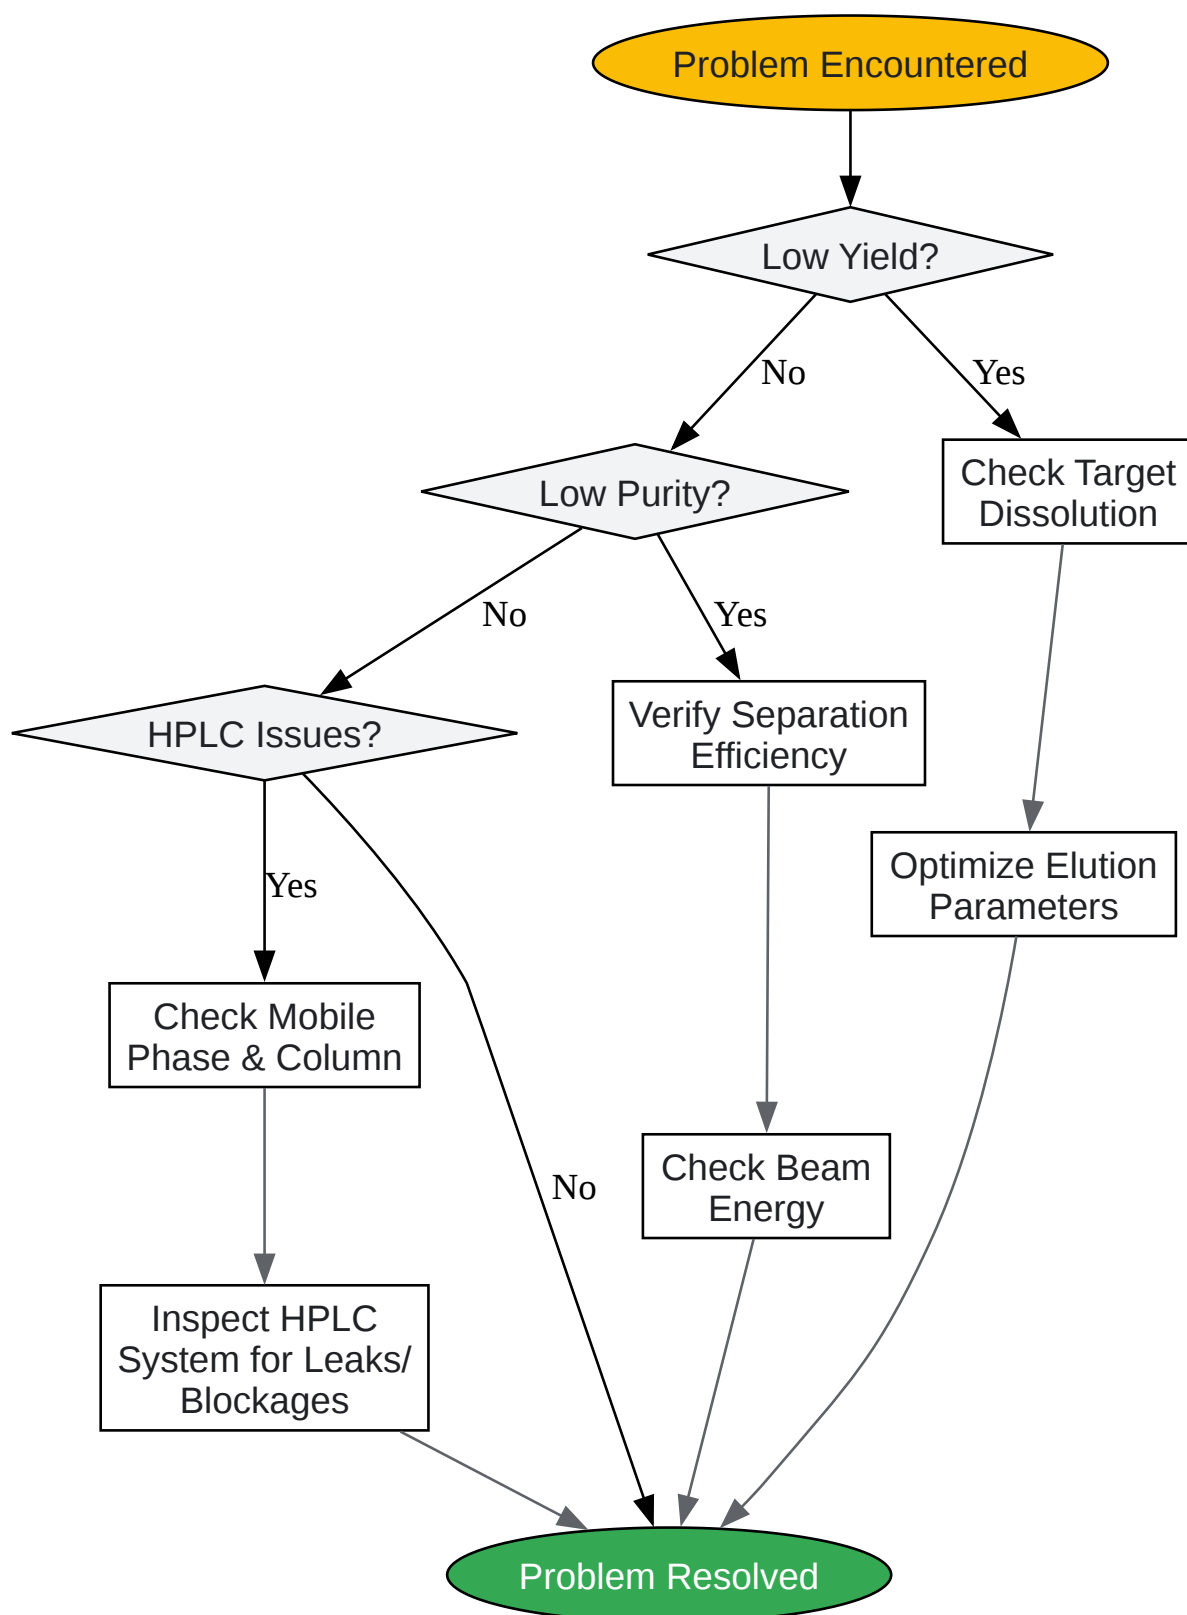 Problem Encountered
Low Yield?
No
Yes
Low Purity?
Check Target
Dissolution
No
Yes
HPLC Issues?
Verify Separation
Efficiency
Yes
Optimize Elution
Parameters
Check Mobile
Phase & Column
No
Check Beam
Energy
Inspect HPLC
System for Leaks/
Blockages
Problem Resolved